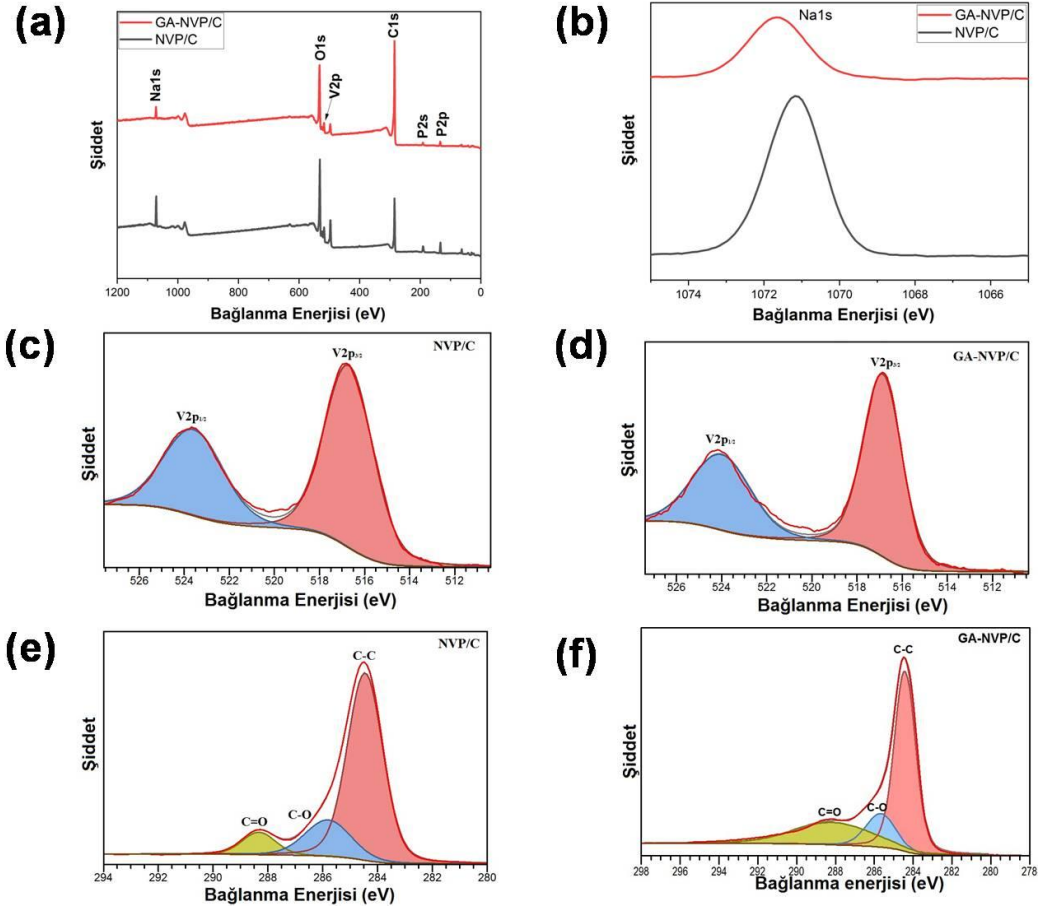 (a)
GA-NVP/C
NVP/C
Na1s
O1s
V2p
C1s
P2s
P2p
Şiddet
1200 1000 800 600 400 200 0
Bağlanma Enerjisi (eV)
(b)
Na1s
GA-NVP/C
NVP/C
Şiddet
1074 1072 1070 1068 1066
Bağlanma Enerjisi (eV)
(c)
NVP/C
V2p3/2
V2p1/2
Şiddet
526 524 522 520 518 516 514 512
Bağlanma Enerjisi (eV)
(d)
GA-NVP/C
V2p3/2
V2p1/2
Şiddet
526 524 522 520 518 516 514 512
Bağlanma Enerjisi (eV)
(e)
NVP/C
C-C
C-O
C=O
Şiddet
294 292 290 288 286 284 282 280
Bağlanma Enerjisi (eV)
(f)
GA-NVP/C
C-C
C=O
C-O
Şiddet
298 296 294 292 290 288 286 284 282 280 278
Bağlanma enerjisi (eV)